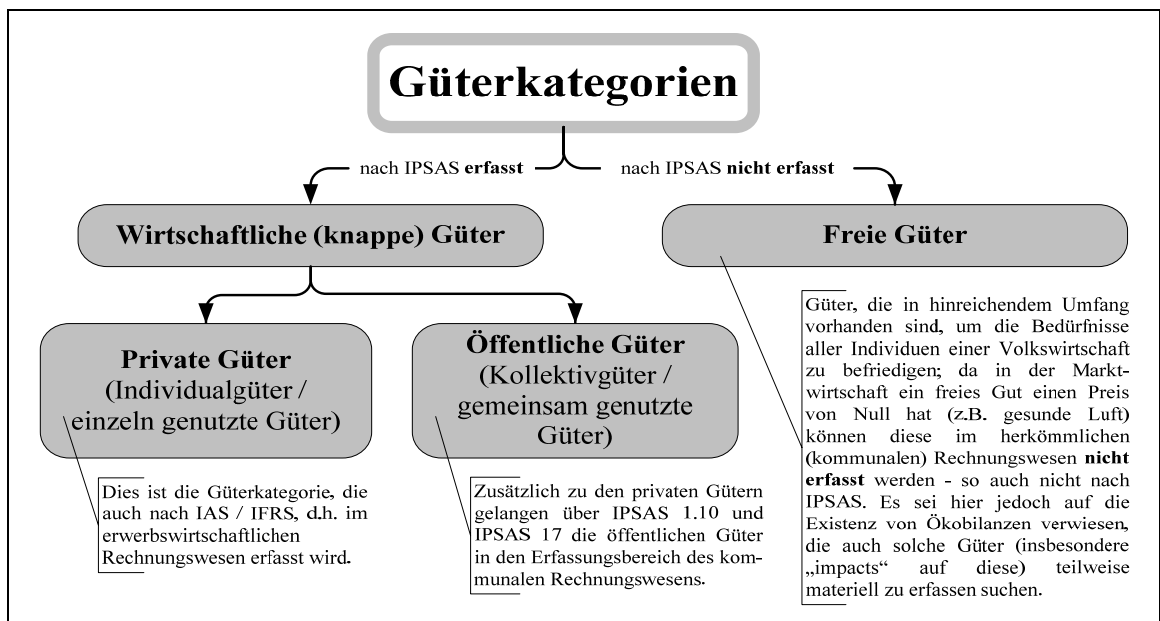 Güterkategorien
nach IPSAS erfasst
nach IPSAS nicht erfasst
Wirtschaftliche (knappe) Güter
Freie Güter
Private Güter
(Individualgüter /
einzeln genutzte Güter)
Öffentliche Güter
(Kollektivgüter /
gemeinsam genutzte
Güter)
Dies ist die Güterkategorie, die
auch nach IAS / IFRS, d.h. im
erwerbswirtschaftlichen
Rechnungswesen erfasst wird.
Zusätzlich zu den privaten Gütern
gelangen über IPSAS 1.10 und
IPSAS 17 die öffentlichen Güter
in den Erfassungsbereich des kom-
munalen Rechnungswesens.
Güter, die in hinreichendem Umfang
vorhanden sind, um die Bedürfnisse
aller Individuen einer Volkswirtschaft
zu befriedigen; da in der Markt-
wirtschaft ein freies Gut einen Preis
von Null hat (z.B. gesunde Luft)
können diese im herkömmlichen
(kommunalen) Rechnungswesen nicht
erfasst werden - so auch nicht nach
IPSAS. Es sei hier jedoch auf die
Existenz von Ökobilanzen verwiesen,
die auch solche Güter (insbesondere
„impacts“ auf diese) teilweise
materiell zu erfassen suchen.